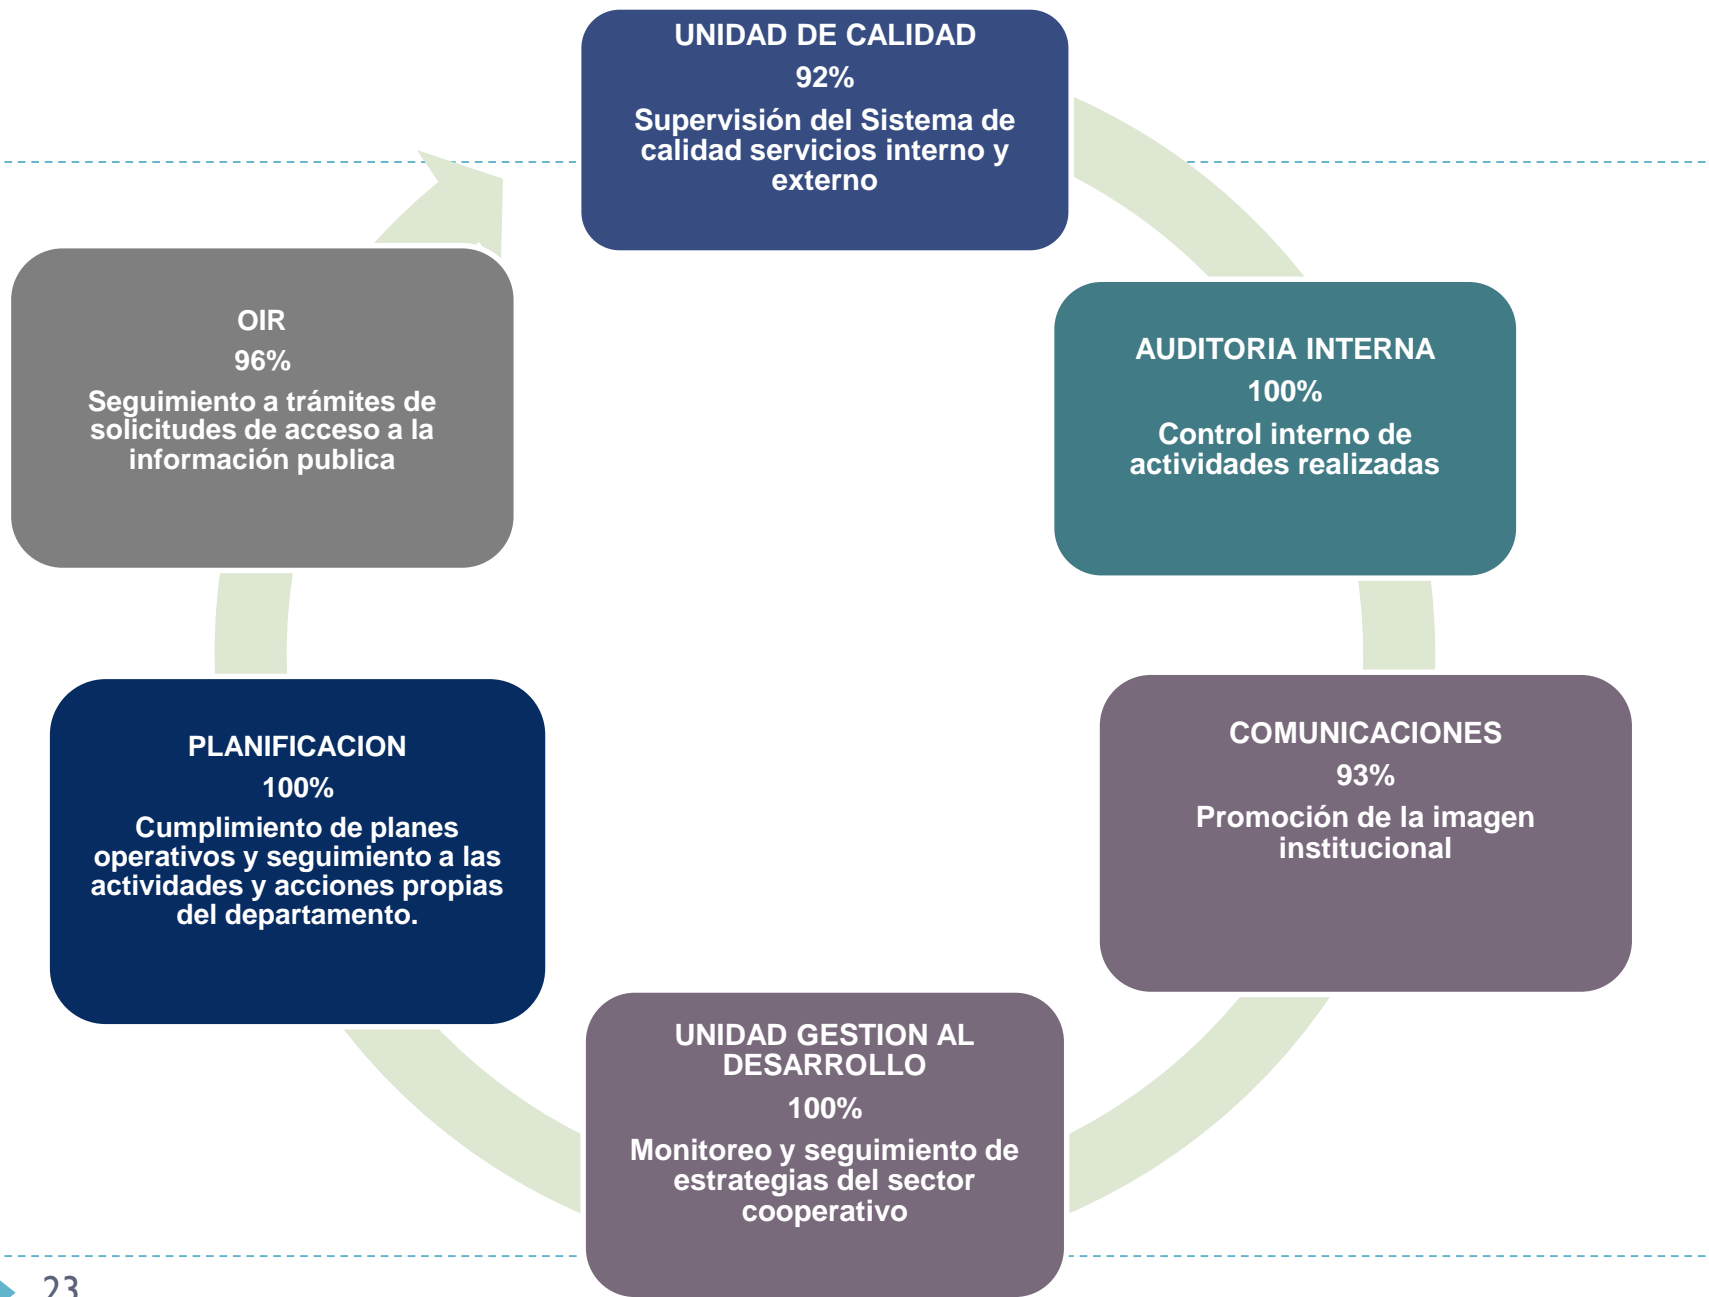 UNIDAD DE CALIDAD
92%
Supervisión del Sistema de
calidad servicios interno y
externo
AUDITORIA INTERNA
100%
Control interno de
actividades realizadas
COMUNICACIONES
93%
Promoción de la imagen
institucional
UNIDAD GESTION AL
DESARROLLO
100%
Monitoreo y seguimiento de
estrategias del sector
cooperativo
PLANIFICACION
100%
Cumplimiento de planes
operativos y seguimiento a las
actividades y acciones propias
del departamento.
OIR
96%
Seguimiento a trámites de
solicitudes de acceso a la
información publica
23